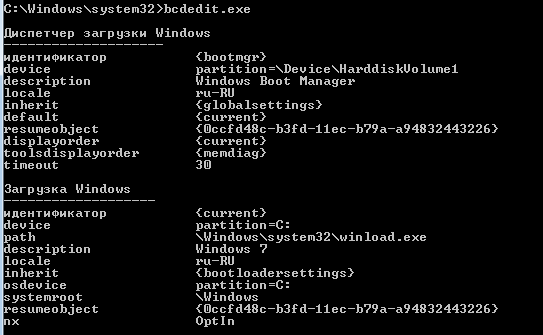 C:\Windows\system32>bcdedit.exe
Диспетчер загрузки Windows
--------------------
идентификатор {bootmgr}
device partition=\Device\HarddiskVolume1
description Windows Boot Manager
locale ru-RU
inherit {globalsettings}
default {current}
resumeobject {0ccfd48c-b3fd-11ec-b79a-a94832443226}
displayorder {current}
toolsdisplayorder {memdiag}
timeout 30
Загрузка Windows
-------------------
идентификатор {current}
device partition=C:
path \Windows\system32\winload.exe
description Windows 7
locale ru-RU
inherit {bootloadersettings}
osdevice partition=C:
systemroot \Windows
resumeobject {0ccfd48c-b3fd-11ec-b79a-a94832443226}
nx OptIn